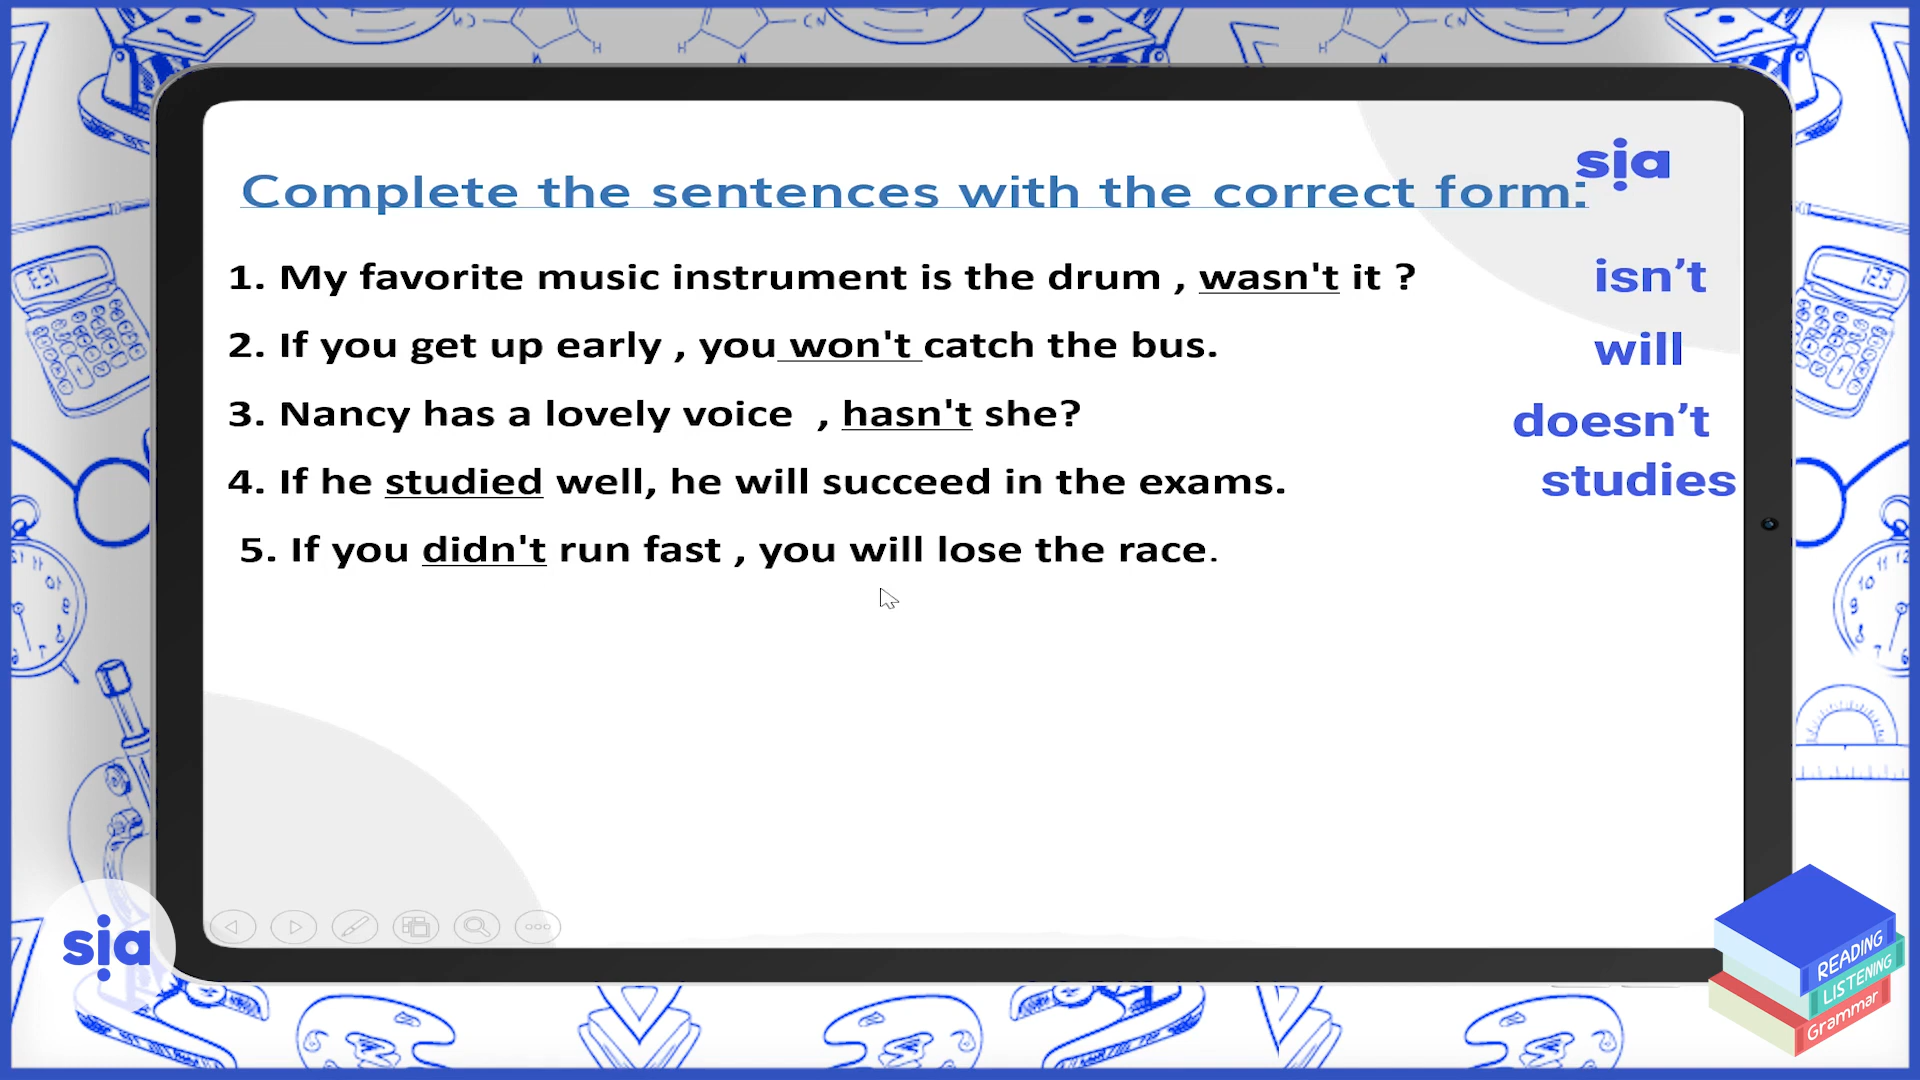 sia
Complete the sentences with the correct form:
1. My favorite music instrument is the drum , wasn't it ? isn’t
2. If you get up early , you won't catch the bus. will
3. Nancy has a lovely voice , hasn't she? doesn’t
4. If he studied well, he will succeed in the exams. studies
5. If you didn't run fast , you will lose the race.
sia
READING
LISTENING
Grammar